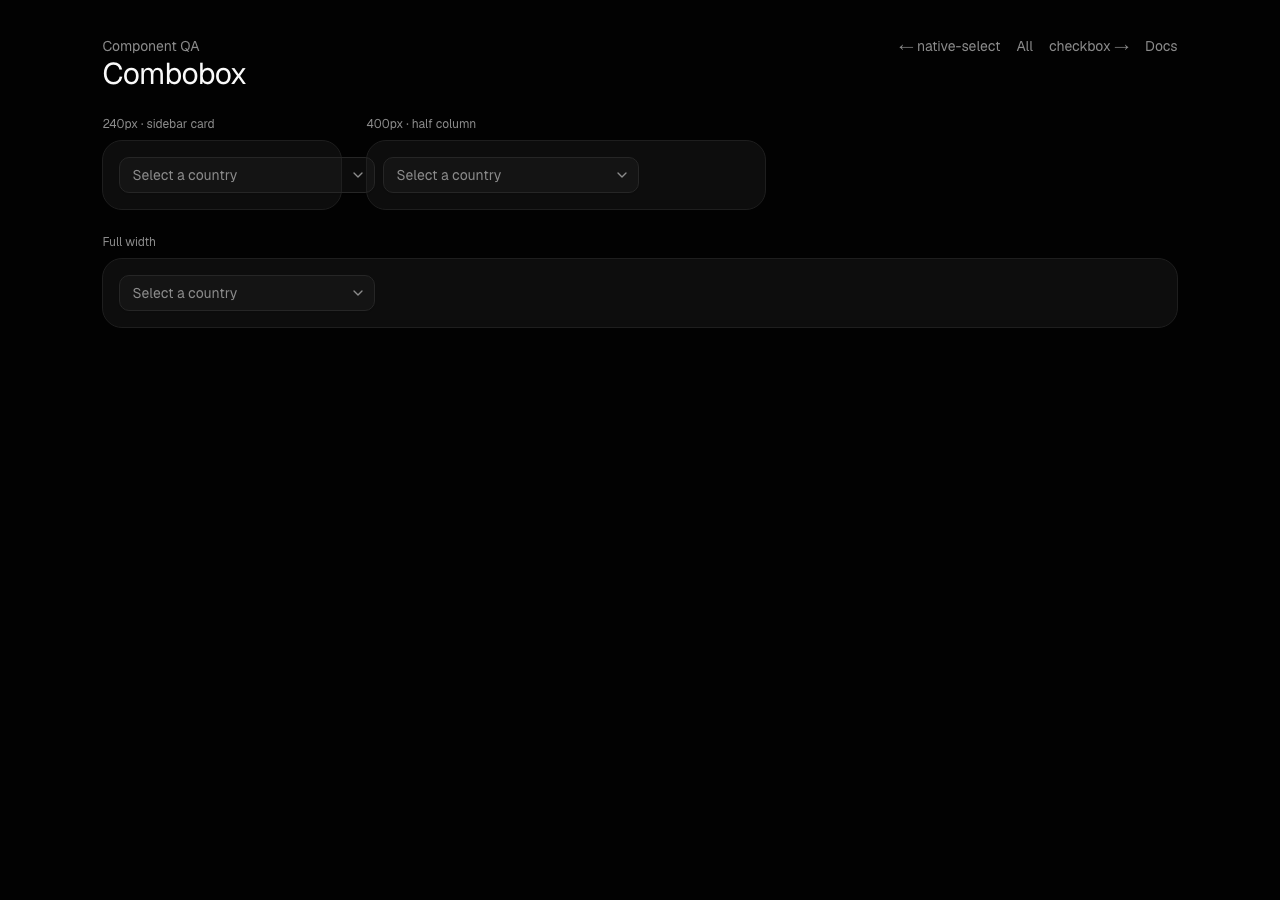 Component QA
← native-select All checkbox → Docs
Combobox
240px · sidebar card
400px · half column
Select a country
Select a country
Full width
Select a country